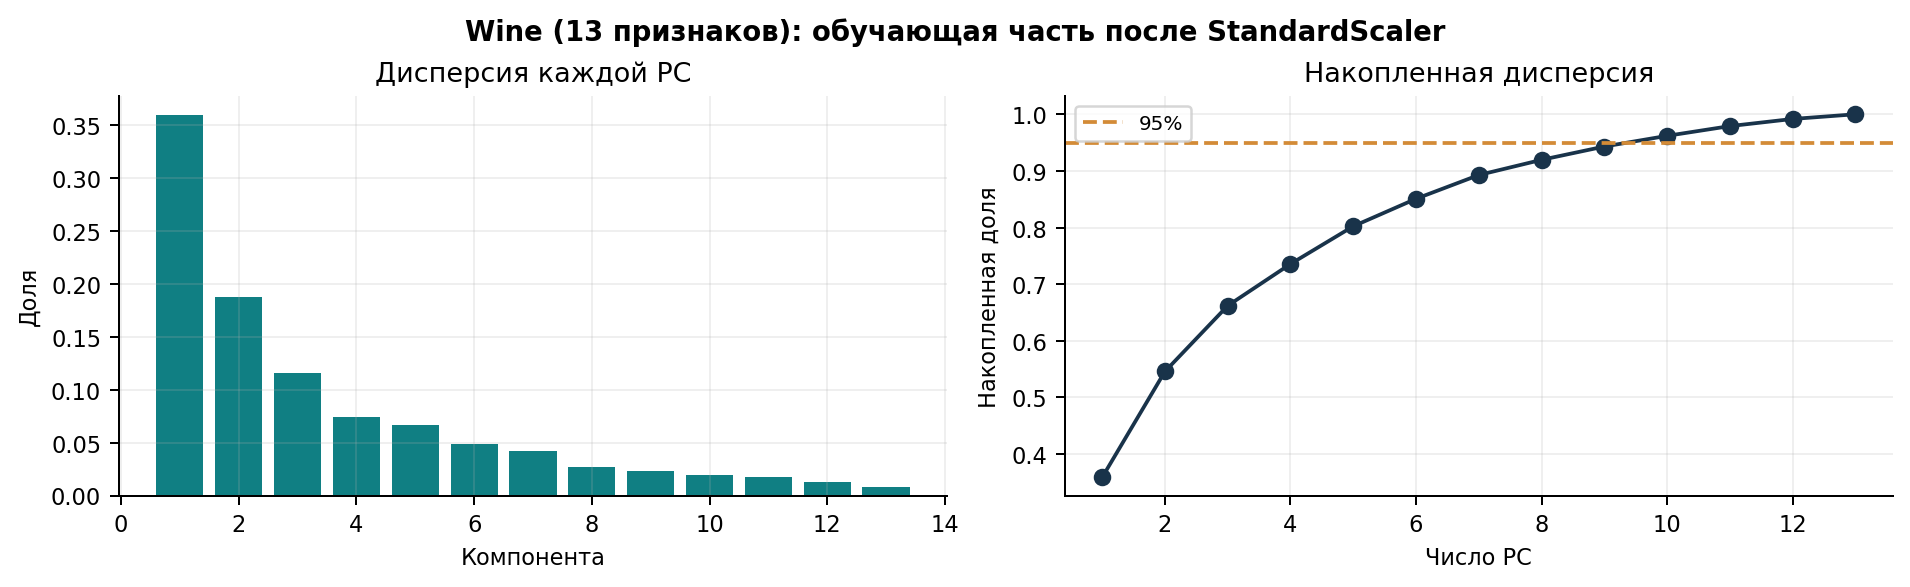 Wine (13 признаков): обучающая часть после StandardScaler
Дисперсия каждой PC
0.35
0.30
0.25
0.20
0.15
0.10
0.05
0.00
Доля
0 2 4 6 8 10 12 14
Компонента
Накопленная дисперсия
95%
1.0
0.9
0.8
0.7
0.6
0.5
0.4
Накопленная доля
2 4 6 8 10 12
Число PC